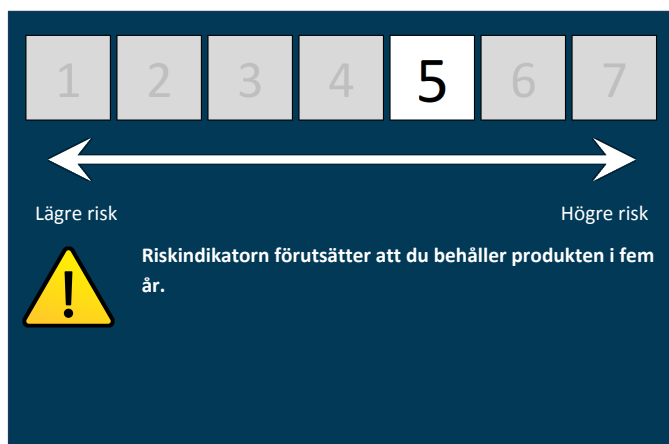 1 2 3 4 5 6 7
Lägre risk Högre risk
Riskindikatorn förutsätter att du behåller produkten i fem
år.